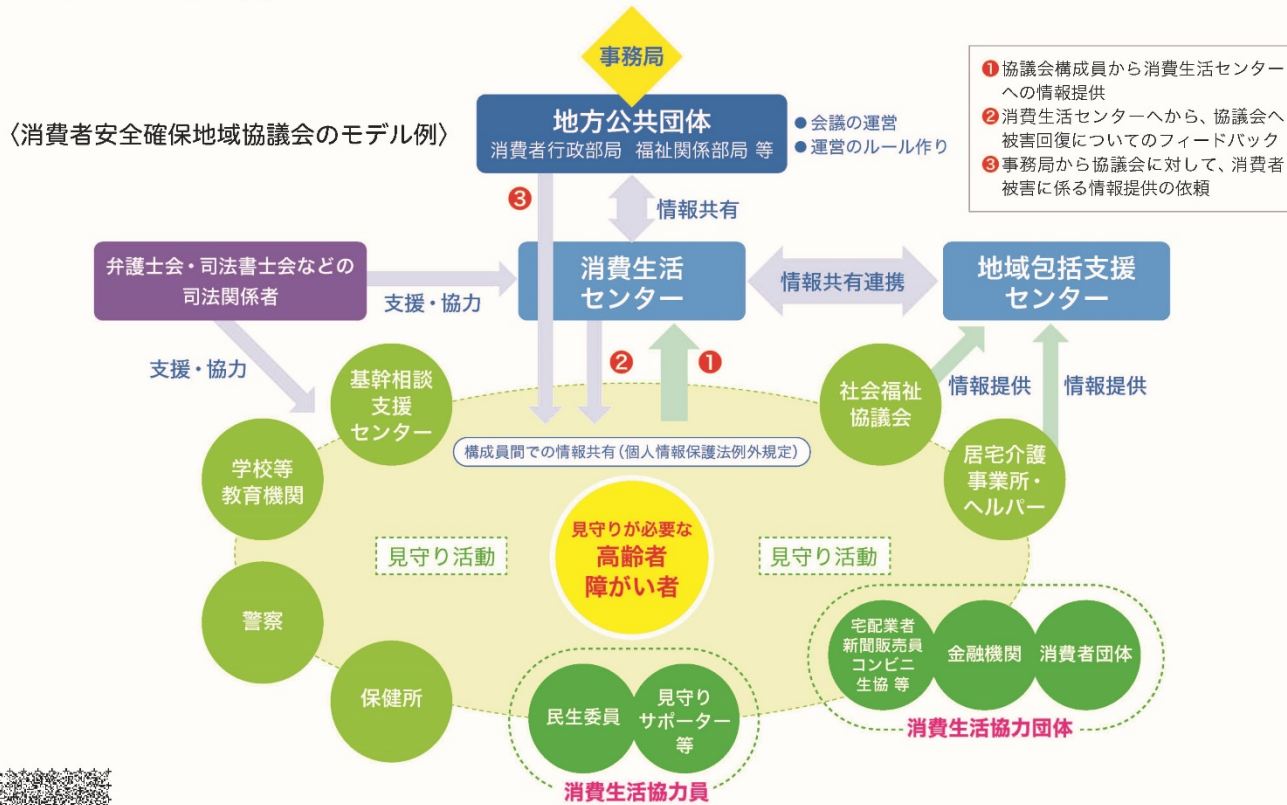 事務局
〈消費者安全確保地域協議会のモデル例〉
地方公共団体
消費者行政部局 福祉関係部局 等
●会議の運営
●運営のルール作り
❶協議会構成員から消費生活センター
への情報提供
❷消費生活センターへから、協議会へ
被害回復についてのフィードバック
❸事務局から協議会に対して、消費者
被害に係る情報提供の依頼
❸
情報共有
弁護士会・司法書士会などの
司法関係者
支援・協力
消費生活
センター
情報共有連携
地域包括支援
センター
支援・協力
❷
❶
情報提供
情報提供
基幹相談
支援
センター
社会福祉
協議会
構成員間での情報共有(個人情報保護法例外規定)
学校等
教育機関
居宅介護
事業所・
ヘルパー
見守り活動
見守りが必要な
高齢者
障がい者
見守り活動
警察
保健所
民生委員
見守り
サポーター
等
消費生活協力員
宅配業者
新聞販売員
コンビニ
生協 等
金融機関
消費者団体
消費生活協力団体